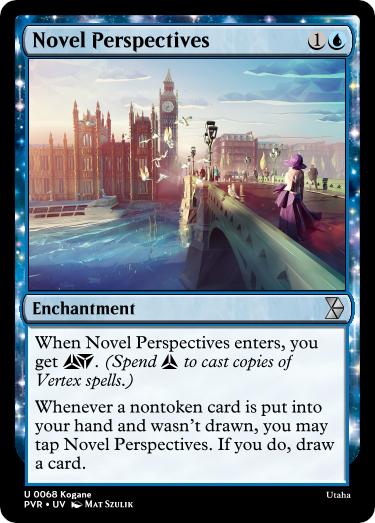 Novel Perspectives 1
Enchantment
When Novel Perspectives enters, you
get . (Spend to cast copies of
Vertex spells.)
Whenever a nontoken card is put into
your hand and wasn't drawn, you may
tap Novel Perspectives. If you do, draw
a card.
U 0068 Kogane
PVR • UV Mat Szulik
Utaha